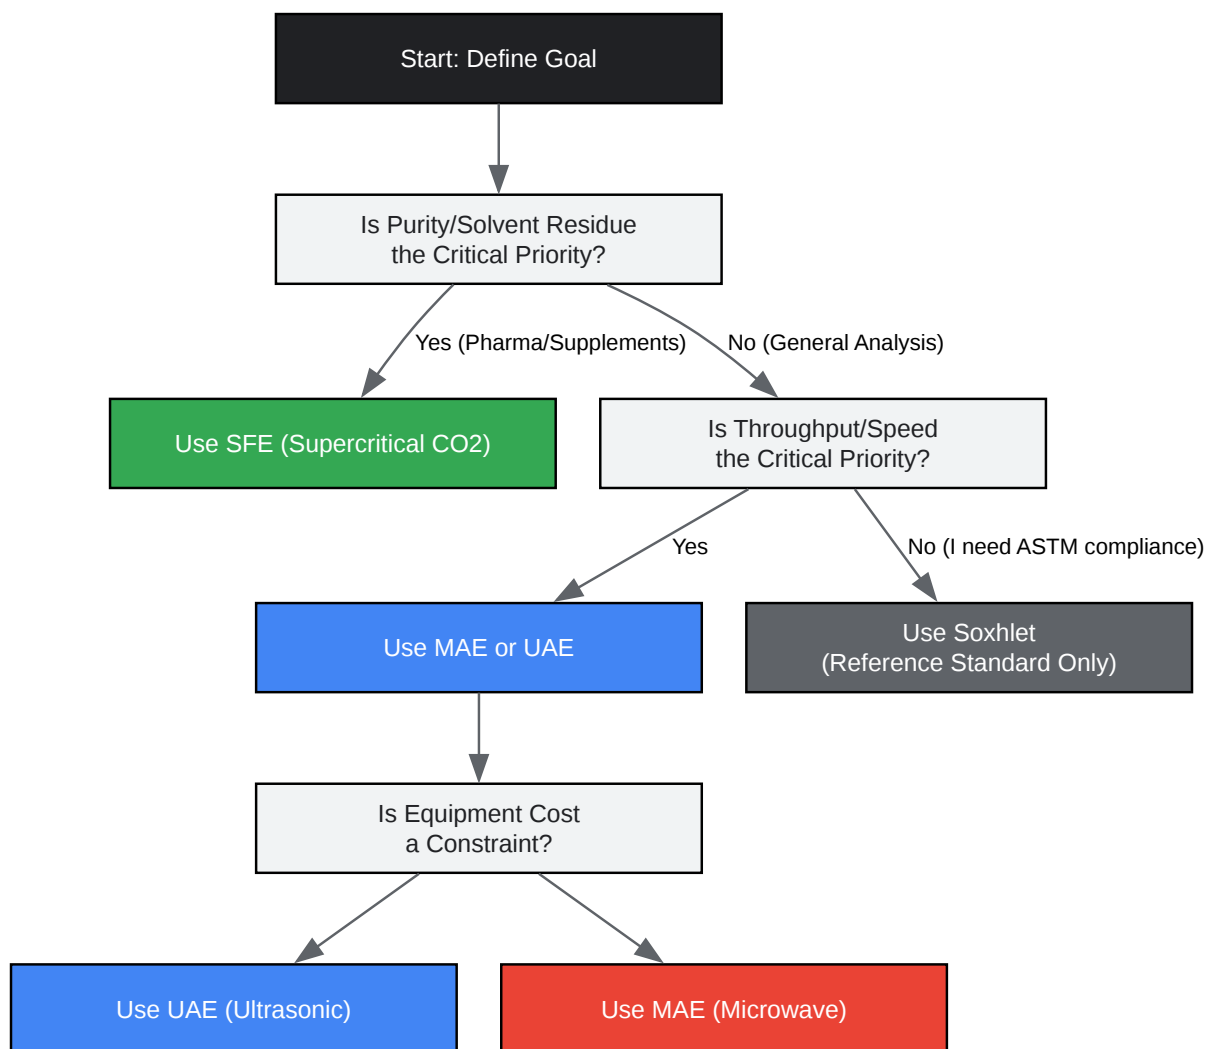 Start: Define Goal
Is Purity/Solvent Residue
the Critical Priority?
Yes (Pharma/Supplements)
No (General Analysis)
Use SFE (Supercritical CO2)
Is Throughput/Speed
the Critical Priority?
Yes
No (I need ASTM compliance)
Use MAE or UAE
Use Soxhlet
(Reference Standard Only)
Is Equipment Cost
a Constraint?
Use UAE (Ultrasonic)
Use MAE (Microwave)